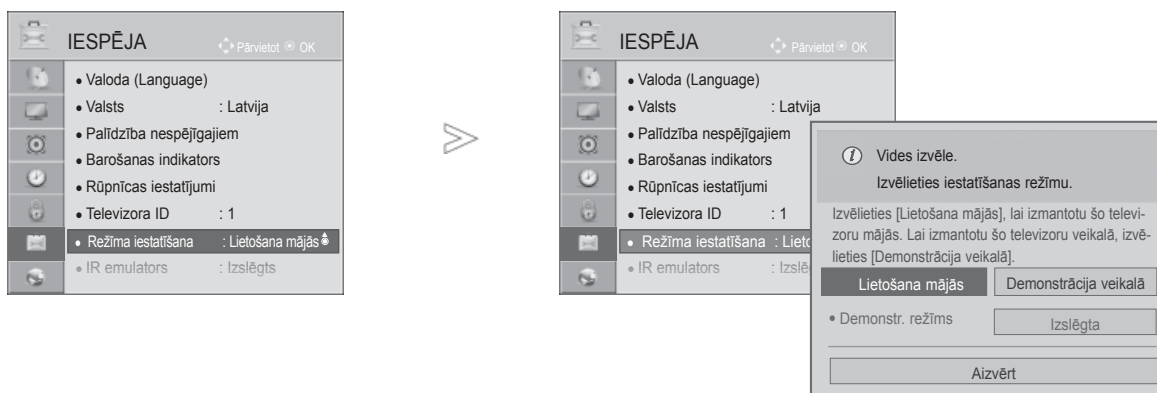 IESPĒJA
Pārvietot OK
• Valoda (Language)
• Valsts : Latvija
• Palīdzība nespējīgajiem
• Barošanas indikators
• Rūpnīcas iestatījumi
• Televizora ID : 1
• Režīma iestatīšana : Lietošana mājās
• IR emulators : Izslēgts
IESPĒJA
Pārvietot OK
• Valoda (Language)
• Valsts : Latvija
• Palīdzība nespējīgajiem
• Barošanas indikators
• Rūpnīcas iestatījumi
• Televizora ID : 1
• Režīma iestatīšana : Lieto
• IR emulators : Izslē
Vides izvēle.
Izvēlieties iestatīšanas režīmu.
Izvēlieties [Lietošana mājās], lai izmantotu šo televi-
zoru mājās. Lai izmantotu šo televizoru veikalā, izvē-
lieties [Demonstrācija veikalā].
Lietošana mājās Demonstrācija veikalā
• Demonstr. režīms Izslēgta
Aizvērt